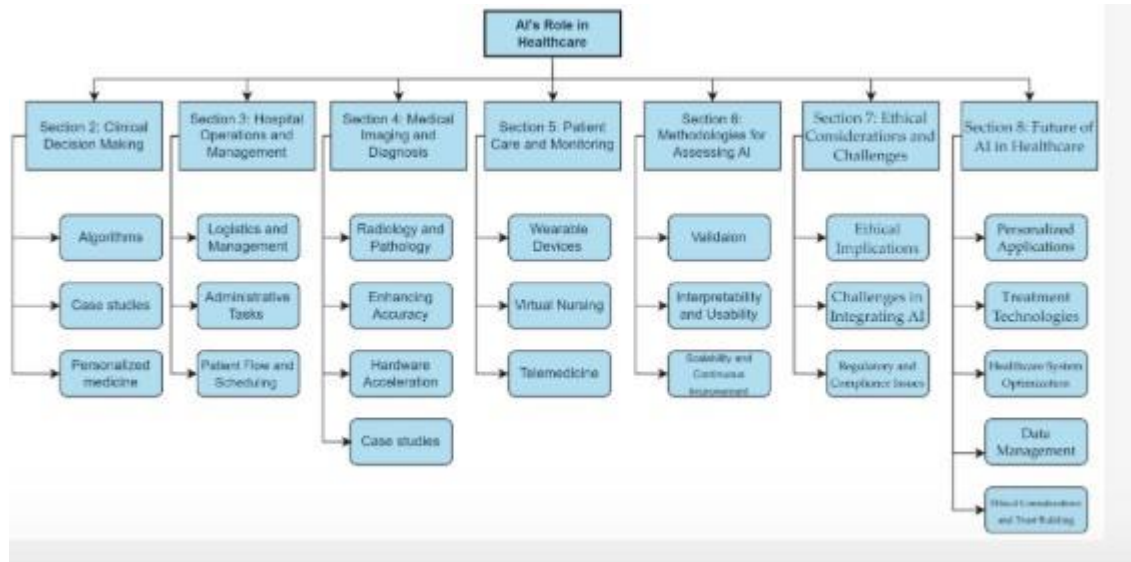 AI's Role in
Healthcare
Section 2: Clinical
Decision Making
Section 3: Hospital
Operations and
Management
Section 4: Medical
Imaging and
Diagnosis
Section 5: Patient
Care and Monitoring
Section 6:
Methodologies for
Assessing AI
Section 7: Ethical
Considerations and
Challenges
Section 8: Future of
AI in Healthcare
Algorithms
Case studies
Personalized
medicine
Logistics and
Management
Administrative
Tasks
Patient Flow and
Scheduling
Radiology and
Pathology
Enhancing
Accuracy
Hardware
Acceleration
Case studies
Wearable
Devices
Virtual Nursing
Telemedicine
Validaion
Interpretability
and Usability
Scalability and
Continuous
Improvement
Ethical
Implications
Challenges in
Integrating AI
Regulatory and
Compliance Issues
Personalized
Applications
Treatment
Technologies
Healthcare System
Optimization
Data
Management
Ethical Considerations
and Trust Building